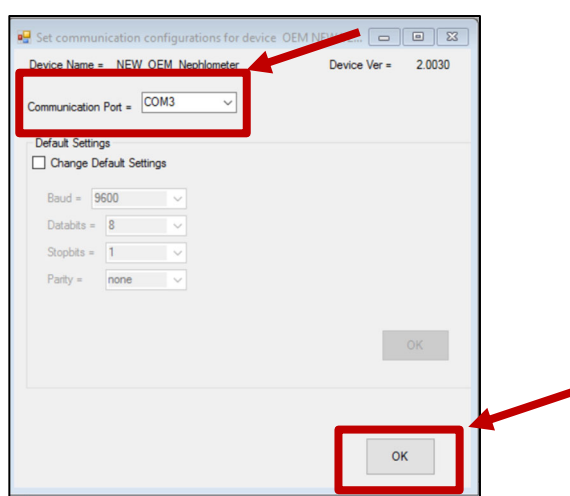 Set communication configurations for device OEM NEW
Device Name = NEW_OEM_Nephlometer Device Ver = 2.0030
Communication Port = COM3
Default Settings
Change Default Settings
Baud = 9600
Databits = 8
Stopbits = 1
Parity = none
OK
OK